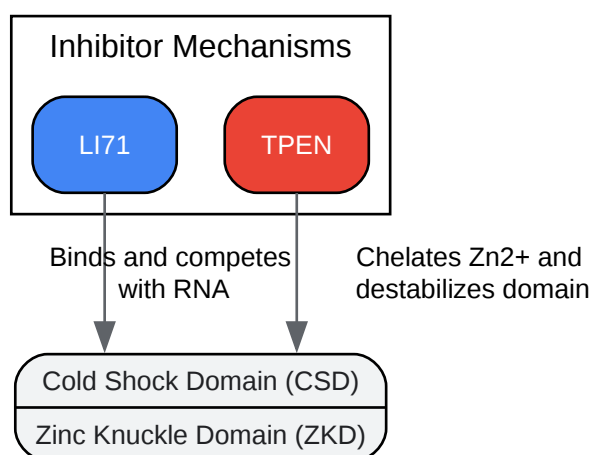 Inhibitor Mechanisms
LI71
TPEN
Binds and competes
with RNA
Chelates Zn2+ and
destabilizes domain
Cold Shock Domain (CSD)
Zinc Knuckle Domain (ZKD)